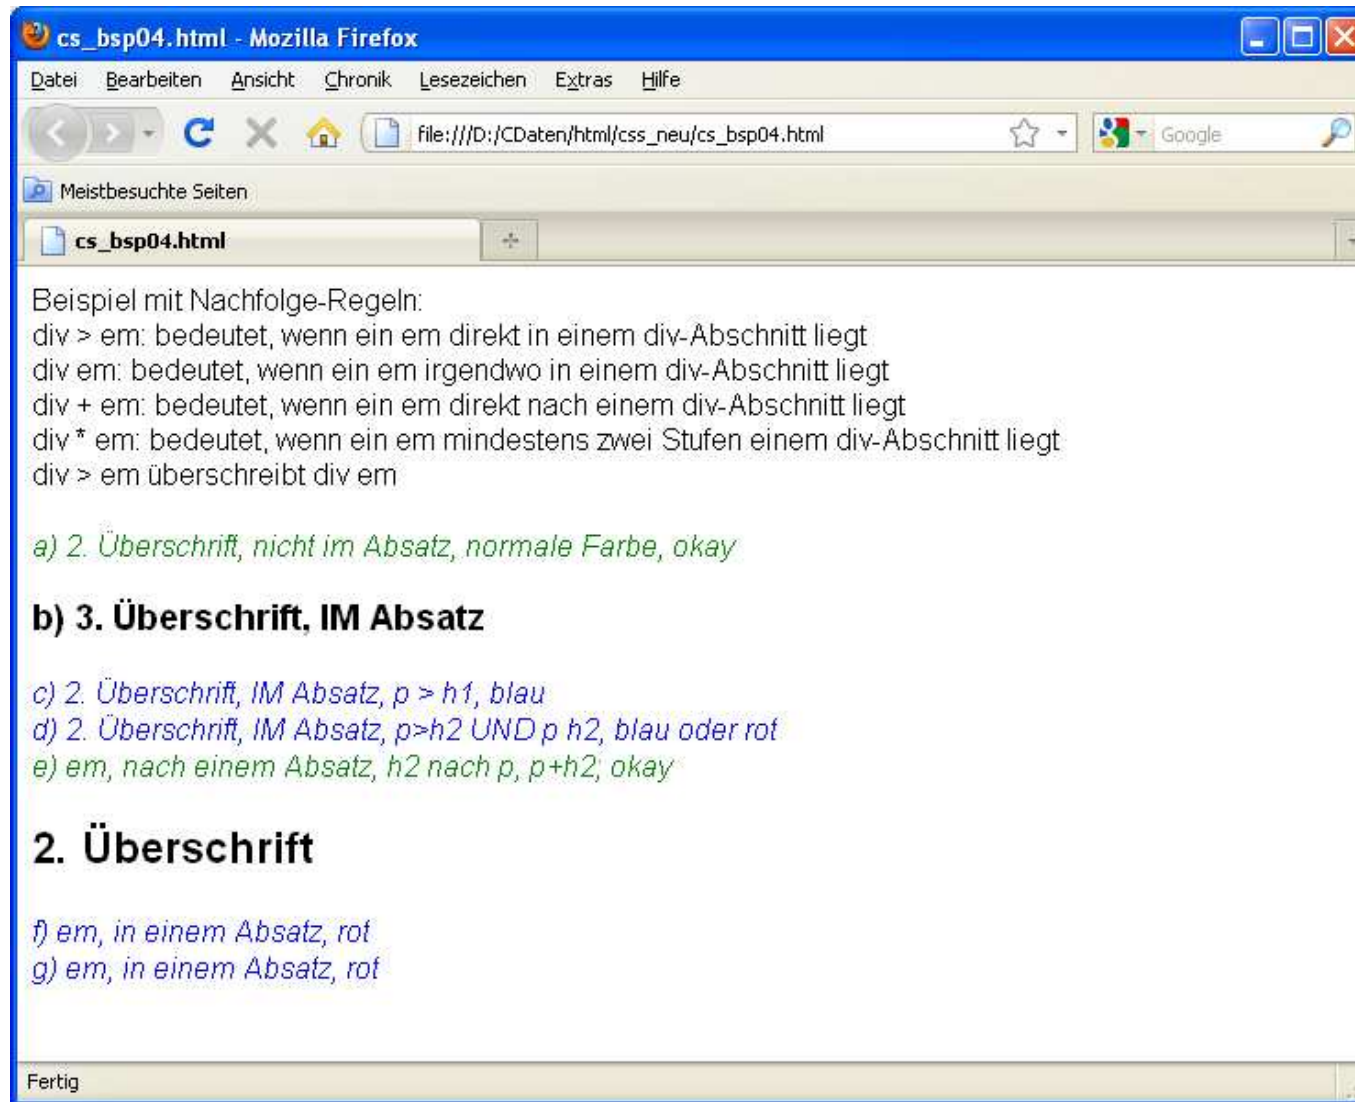 cs_bsp04.html - Mozilla Firefox
Datei Bearbeiten Ansicht Chronik Lesezeichen Extras Hilfe
file:///D:/CDaten/html/css_neu/cs_bsp04.html Google
Meistbesuchte Seiten
cs_bsp04.html
Beispiel mit Nachfolge-Regeln:
div > em: bedeutet, wenn ein em direkt in einem div-Abschnitt liegt
div em: bedeutet, wenn ein em irgendwo in einem div-Abschnitt liegt
div + em: bedeutet, wenn ein em direkt nach einem div-Abschnitt liegt
div * em: bedeutet, wenn ein em mindestens zwei Stufen einem div-Abschnitt liegt
div > em überschreibt div em
a) 2. Überschrift, nicht im Absatz, normale Farbe, okay
b) 3. Überschrift, IM Absatz
c) 2. Überschrift, IM Absatz, p > h1, blau
d) 2. Überschrift, IM Absatz, p>h2 UND p h2, blau oder rot
e) em, nach einem Absatz, h2 nach p, p+h2; okay
2. Überschrift
f) em, in einem Absatz, rot
g) em, in einem Absatz, rot
Fertig